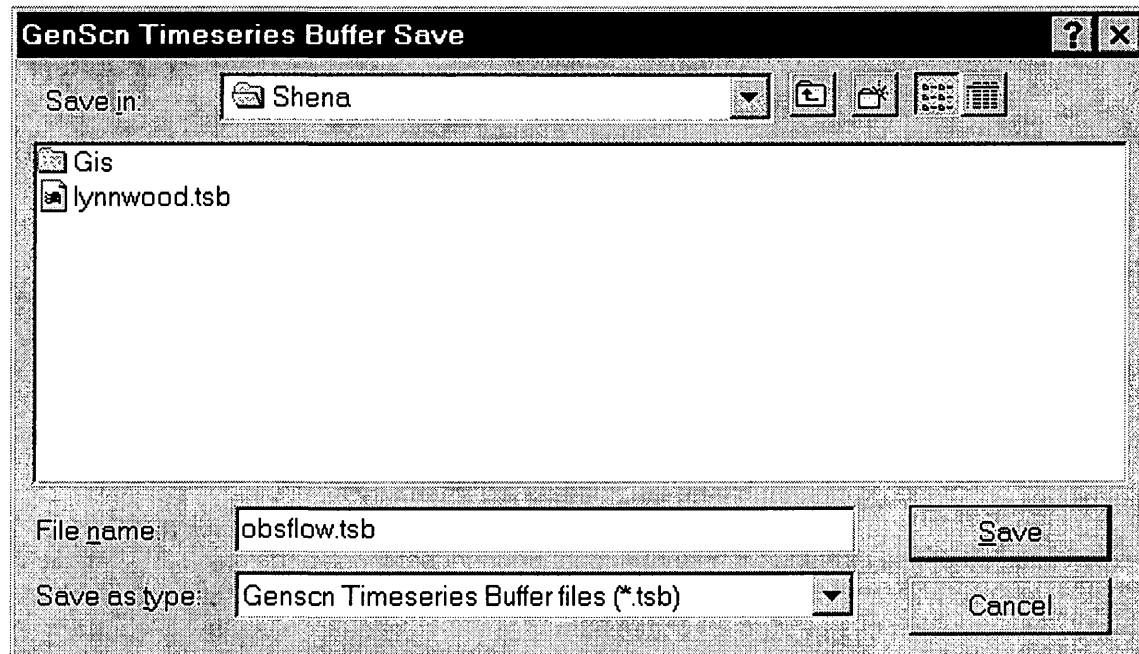 GenScn Timeseries Buffer Save
Save in: Shena
Gis
lynnwood.tsb
File name: obsflow.tsb Save
Save as type: Genscn Timeseries Buffer files (*.tsb) Cancel